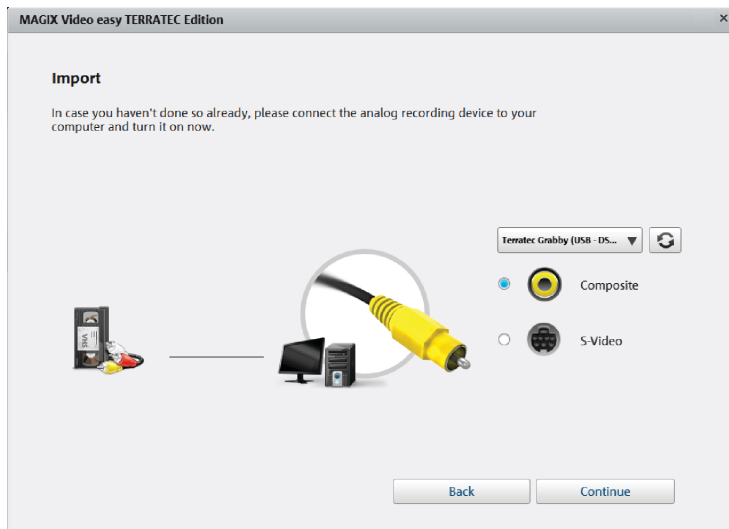 MAGIX Video easy TERRATEC Edition
Import
In case you haven't done so already, please connect the analog recording device to your
computer and turn it on now.
Terratec Grabby (USB - DS...
Composite
VHS
S-Video
Back
Continue